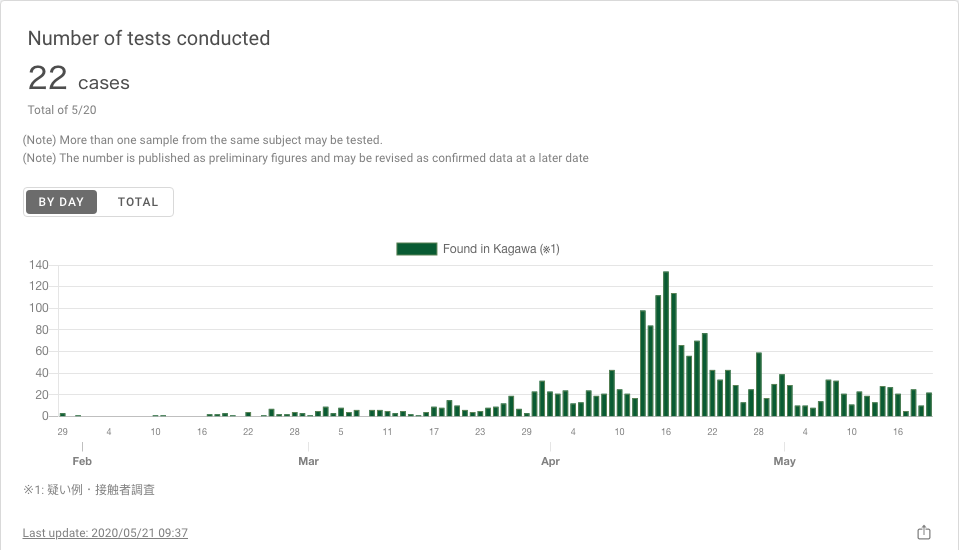 Number of tests conducted
22 cases
Total of 5/20
(Note) More than one sample from the same subject may be tested.
(Note) The number is published as preliminary figures and may be revised as confirmed data at a later date
BY DAY TOTAL
Found in Kagawa (※1)
140
120
100
80
60
40
20
0
29 4 10 16 22 28 5 11 17 23 29 4 10 16 22 28 4 10 16
Feb Mar Apr May
※1: 疑い例・接触者調査
Last update: 2020/05/21 09:37